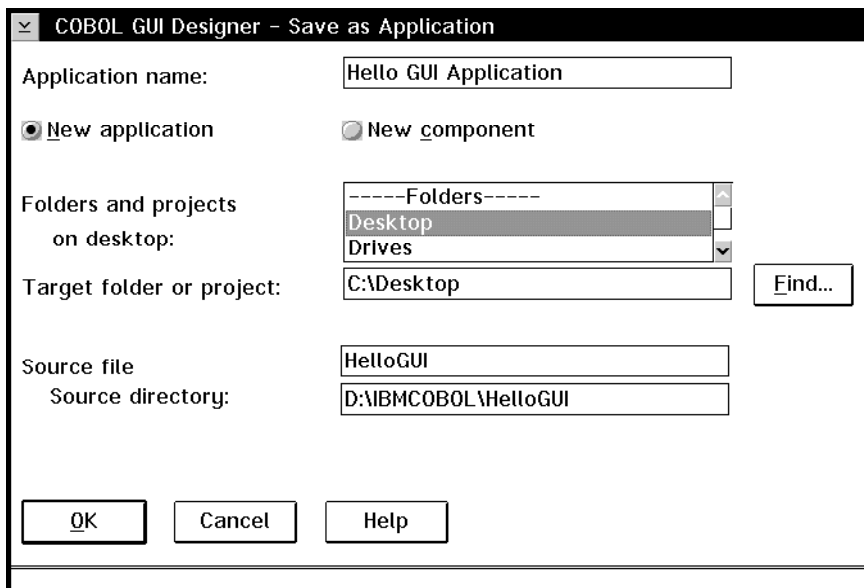 COBOL GUI Designer - Save as Application
Application name: Hello GUI Application
New application New component
Folders and projects
on desktop:
-----Folders-----
Desktop
Drives
Target folder or project: C:\Desktop Find...
Source file HelloGUI
Source directory: D:\IBMCOBOL\HelloGUI
OK Cancel Help